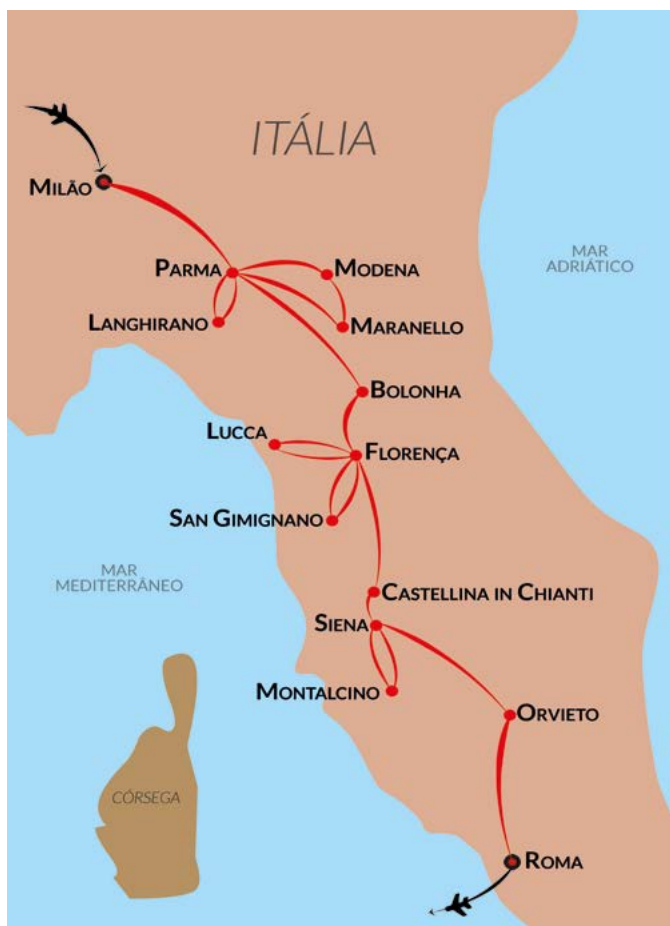 ITÁLIA
MILÃO
MAR
ADRIÁTICO
PARMA
MODENA
LANGHIRANO
MARANELLO
BOLONHA
LUCCA
FLORENÇA
SAN GIMIGNANO
MAR
MEDITERRÂNEO
CASTELLINA IN CHIANTI
SIENA
MONTALCINO
ORVIETO
CÓRSEGA
ROMA